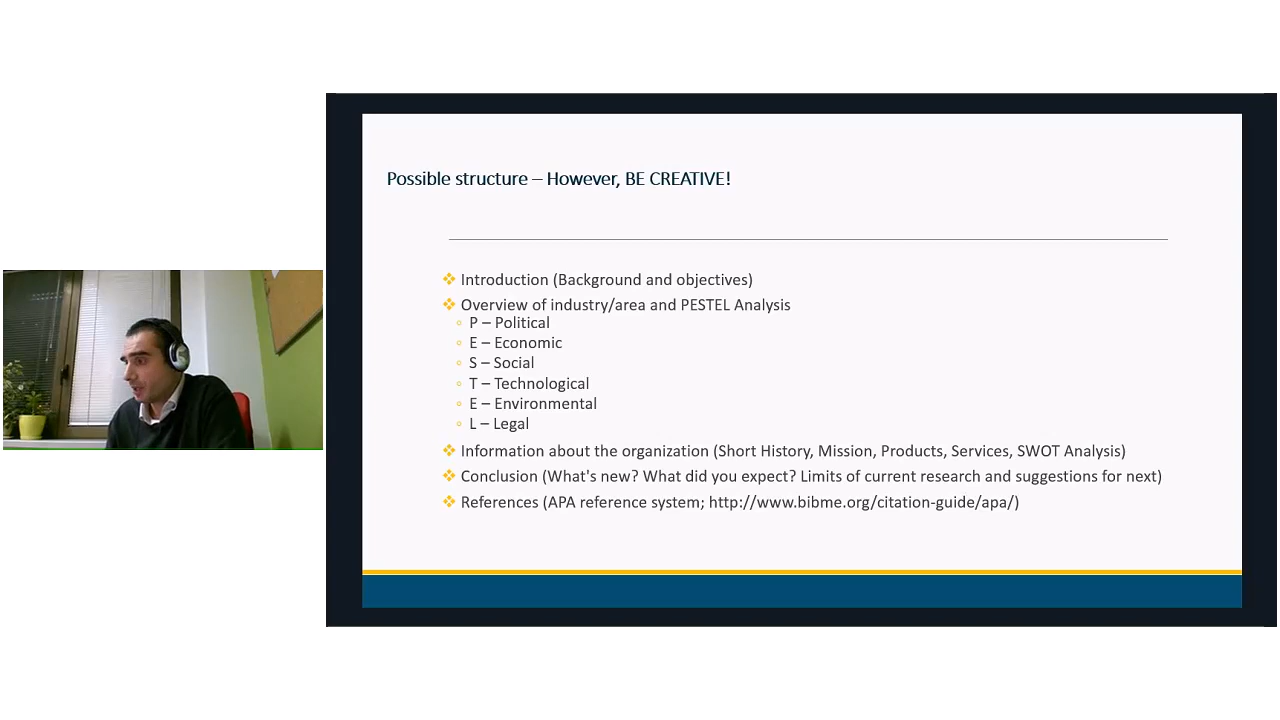 Possible structure – However, BE CREATIVE!
Introduction (Background and objectives)
Overview of industry/area and PESTEL Analysis
P – Political
E – Economic
S – Social
T – Technological
E – Environmental
L – Legal
Information about the organization (Short History, Mission, Products, Services, SWOT Analysis)
Conclusion (What's new? What did you expect? Limits of current research and suggestions for next)
References (APA reference system; http://www.bibme.org/citation-guide/apa/)